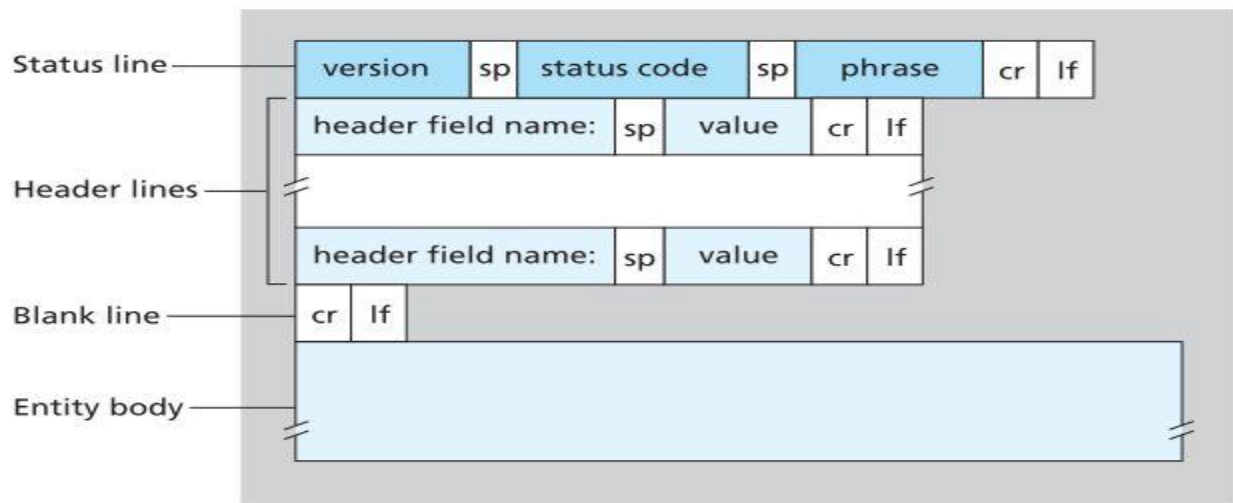 Status line version sp status code sp phrase cr lf
header field name: sp value cr lf
Header lines
header field name: sp value cr lf
Blank line cr lf
Entity body